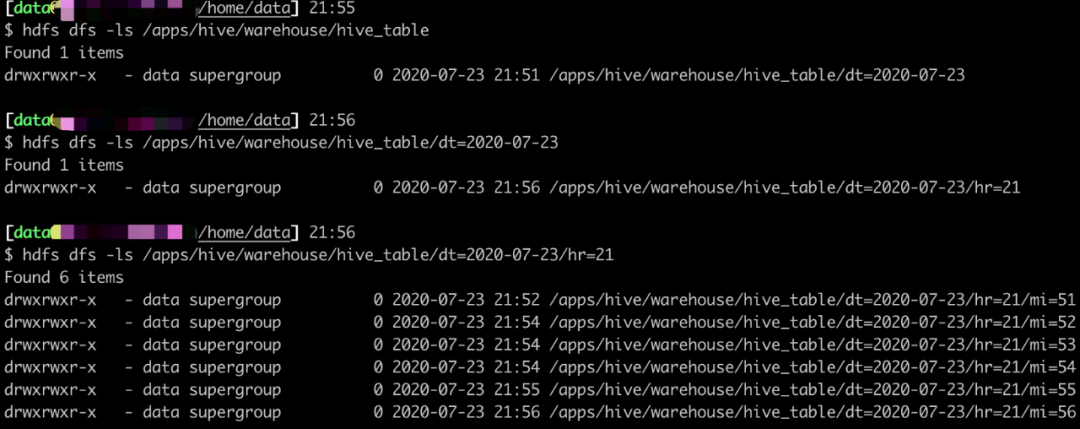 [data /home/data] 21:55
$ hdfs dfs -ls /apps/hive/warehouse/hive_table
Found 1 items
drwxrwxr-x   - data supergroup          0 2020-07-23 21:51 /apps/hive/warehouse/hive_table/dt=2020-07-23
[data /home/data] 21:56
$ hdfs dfs -ls /apps/hive/warehouse/hive_table/dt=2020-07-23
Found 1 items
drwxrwxr-x   - data supergroup          0 2020-07-23 21:56 /apps/hive/warehouse/hive_table/dt=2020-07-23/hr=21
[data /home/data] 21:56
$ hdfs dfs -ls /apps/hive/warehouse/hive_table/dt=2020-07-23/hr=21
Found 6 items
drwxrwxr-x   - data supergroup          0 2020-07-23 21:52 /apps/hive/warehouse/hive_table/dt=2020-07-23/hr=21/mi=51
drwxrwxr-x   - data supergroup          0 2020-07-23 21:54 /apps/hive/warehouse/hive_table/dt=2020-07-23/hr=21/mi=52
drwxrwxr-x   - data supergroup          0 2020-07-23 21:54 /apps/hive/warehouse/hive_table/dt=2020-07-23/hr=21/mi=53
drwxrwxr-x   - data supergroup          0 2020-07-23 21:54 /apps/hive/warehouse/hive_table/dt=2020-07-23/hr=21/mi=54
drwxrwxr-x   - data supergroup          0 2020-07-23 21:55 /apps/hive/warehouse/hive_table/dt=2020-07-23/hr=21/mi=55
drwxrwxr-x   - data supergroup          0 2020-07-23 21:56 /apps/hive/warehouse/hive_table/dt=2020-07-23/hr=21/mi=56